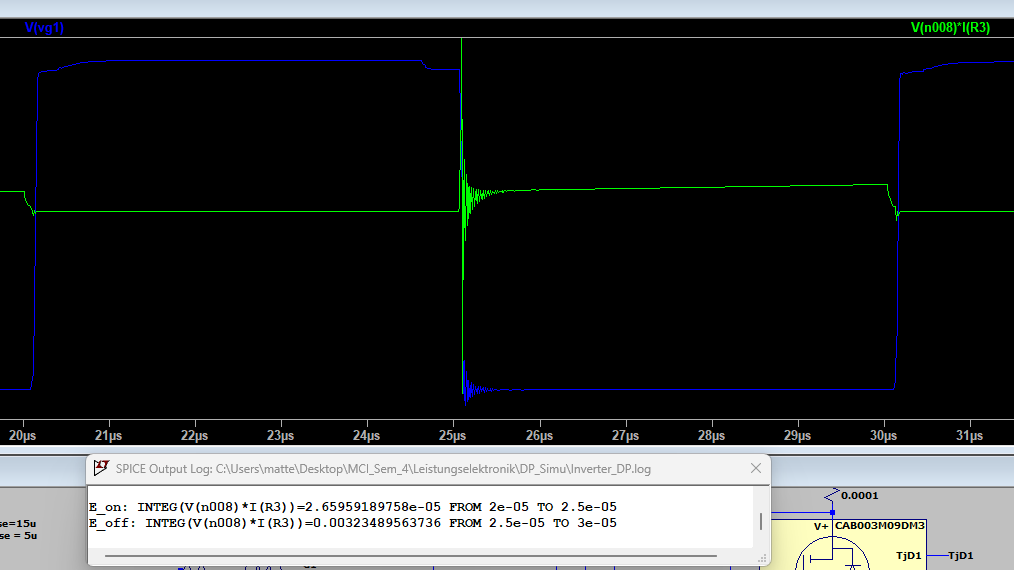 V(vg1)
V(n008)*I(R3)
20µs 21µs 22µs 23µs 24µs 25µs 26µs 27µs 28µs 29µs 30µs 31µs
SPICE Output Log: C:\Users\matte\Desktop\MCI_Sem_4\Leistungselektronik\DP_Simu\Inverter_DP.log
E_on: INTEG(V(n008)*I(R3))=2.65959189758e-05 FROM 2e-05 TO 2.5e-05
E_off: INTEG(V(n008)*I(R3))=0.00323489563736 FROM 2.5e-05 TO 3e-05
se=15u
se = 5u
0.0001
V+ CAB003M09DM3
TjD1 TjD1